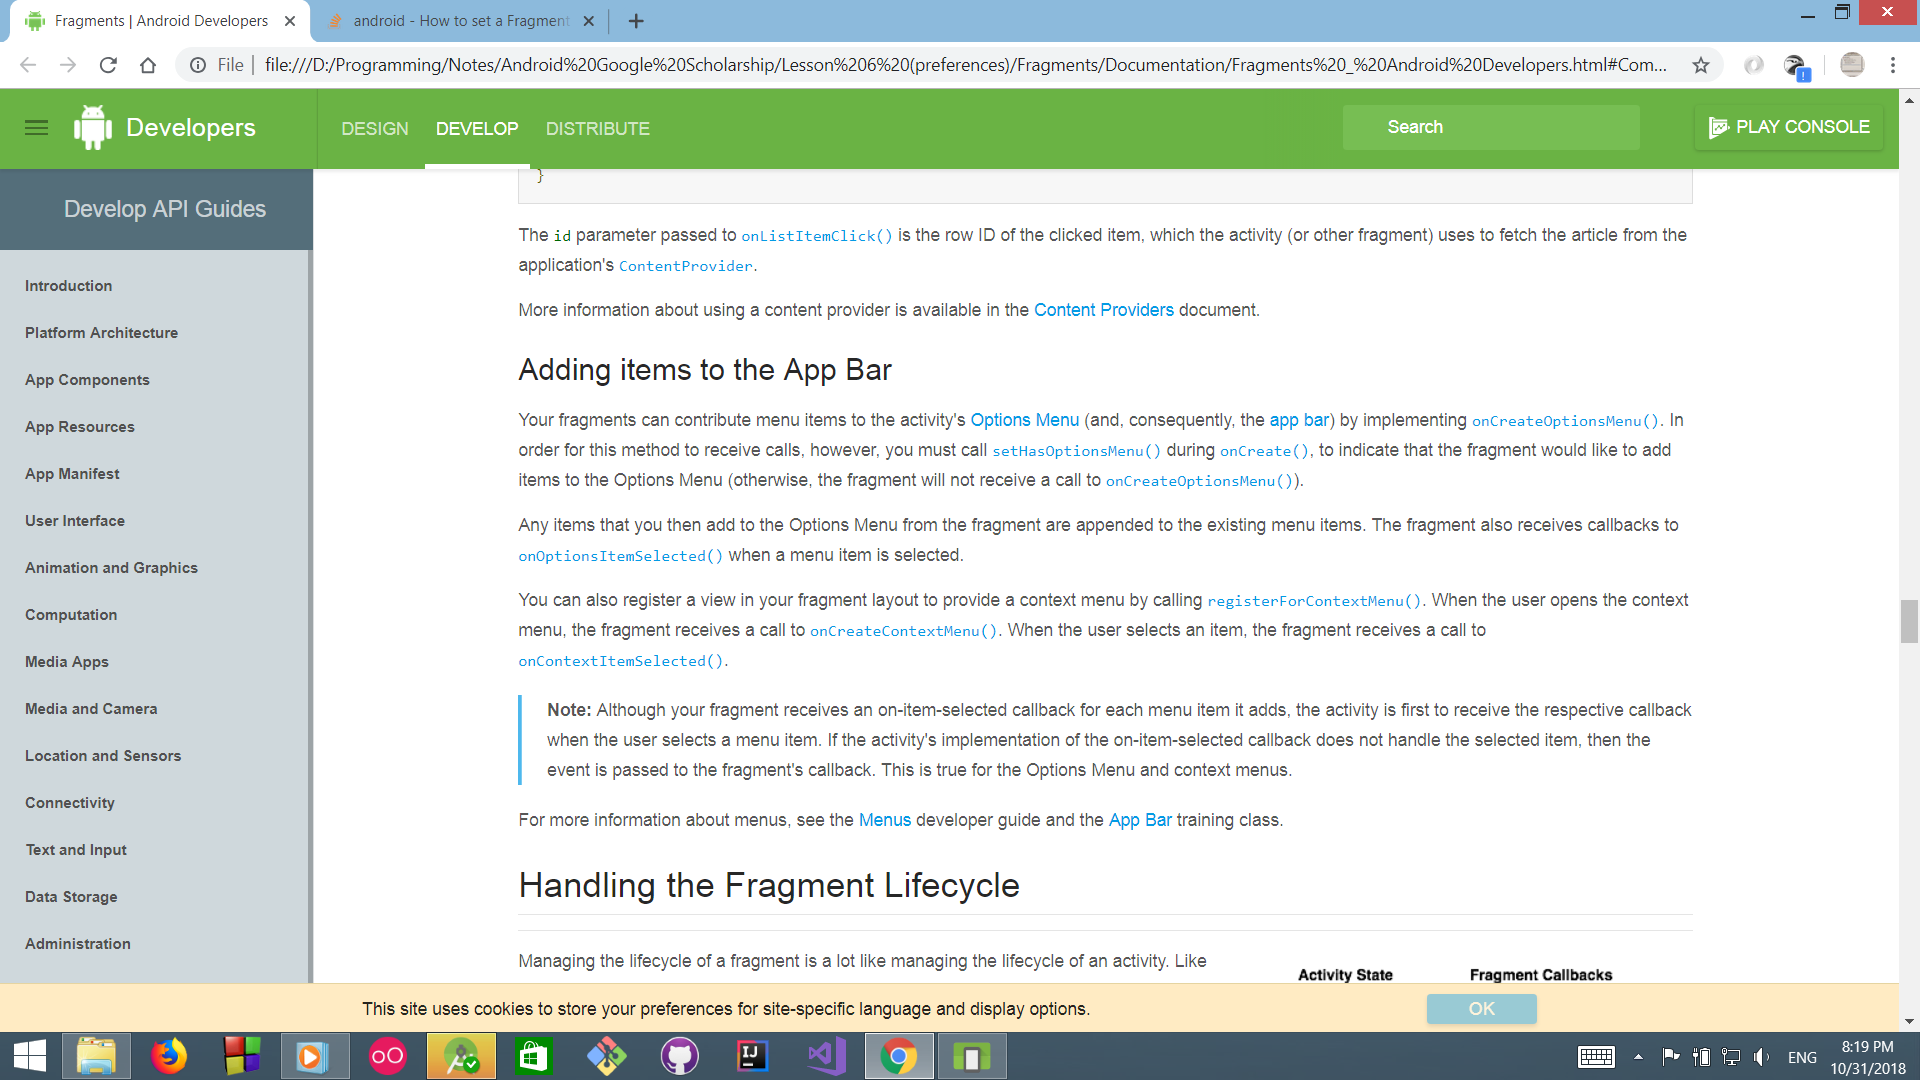 Fragments | Android Developers
android - How to set a Fragment
File
file:///D:/Programming/Notes/Android%20Google%20Scholarship/Lesson%206%20(preferences)/Fragments/Documentation/Fragments%20_%20Android%20Developers.html#Com...
Developers
DESIGN
DEVELOP
DISTRIBUTE
Search
PLAY CONSOLE
Develop API Guides
Introduction
Platform Architecture
App Components
App Resources
App Manifest
User Interface
Animation and Graphics
Computation
Media Apps
Media and Camera
Location and Sensors
Connectivity
Text and Input
Data Storage
Administration
}
The id parameter passed to onListItemClick() is the row ID of the clicked item, which the activity (or other fragment) uses to fetch the article from the
application's ContentProvider.
More information about using a content provider is available in the Content Providers document.
Adding items to the App Bar
Your fragments can contribute menu items to the activity's Options Menu (and, consequently, the app bar) by implementing onCreateOptionsMenu(). In
order for this method to receive calls, however, you must call setHasOptionsMenu() during onCreate(), to indicate that the fragment would like to add
items to the Options Menu (otherwise, the fragment will not receive a call to onCreateOptionsMenu()).
Any items that you then add to the Options Menu from the fragment are appended to the existing menu items. The fragment also receives callbacks to
onOptionsItemSelected() when a menu item is selected.
You can also register a view in your fragment layout to provide a context menu by calling registerForContextMenu(). When the user opens the context
menu, the fragment receives a call to onCreateContextMenu(). When the user selects an item, the fragment receives a call to
onContextItemSelected().
Note: Although your fragment receives an on-item-selected callback for each menu item it adds, the activity is first to receive the respective callback
when the user selects a menu item. If the activity's implementation of the on-item-selected callback does not handle the selected item, then the
event is passed to the fragment's callback. This is true for the Options Menu and context menus.
For more information about menus, see the Menus developer guide and the App Bar training class.
Handling the Fragment Lifecycle
Managing the lifecycle of a fragment is a lot like managing the lifecycle of an activity. Like
Activity State
Fragment Callbacks
This site uses cookies to store your preferences for site-specific language and display options.
OK
IJ
ENG
8:19 PM
10/31/2018